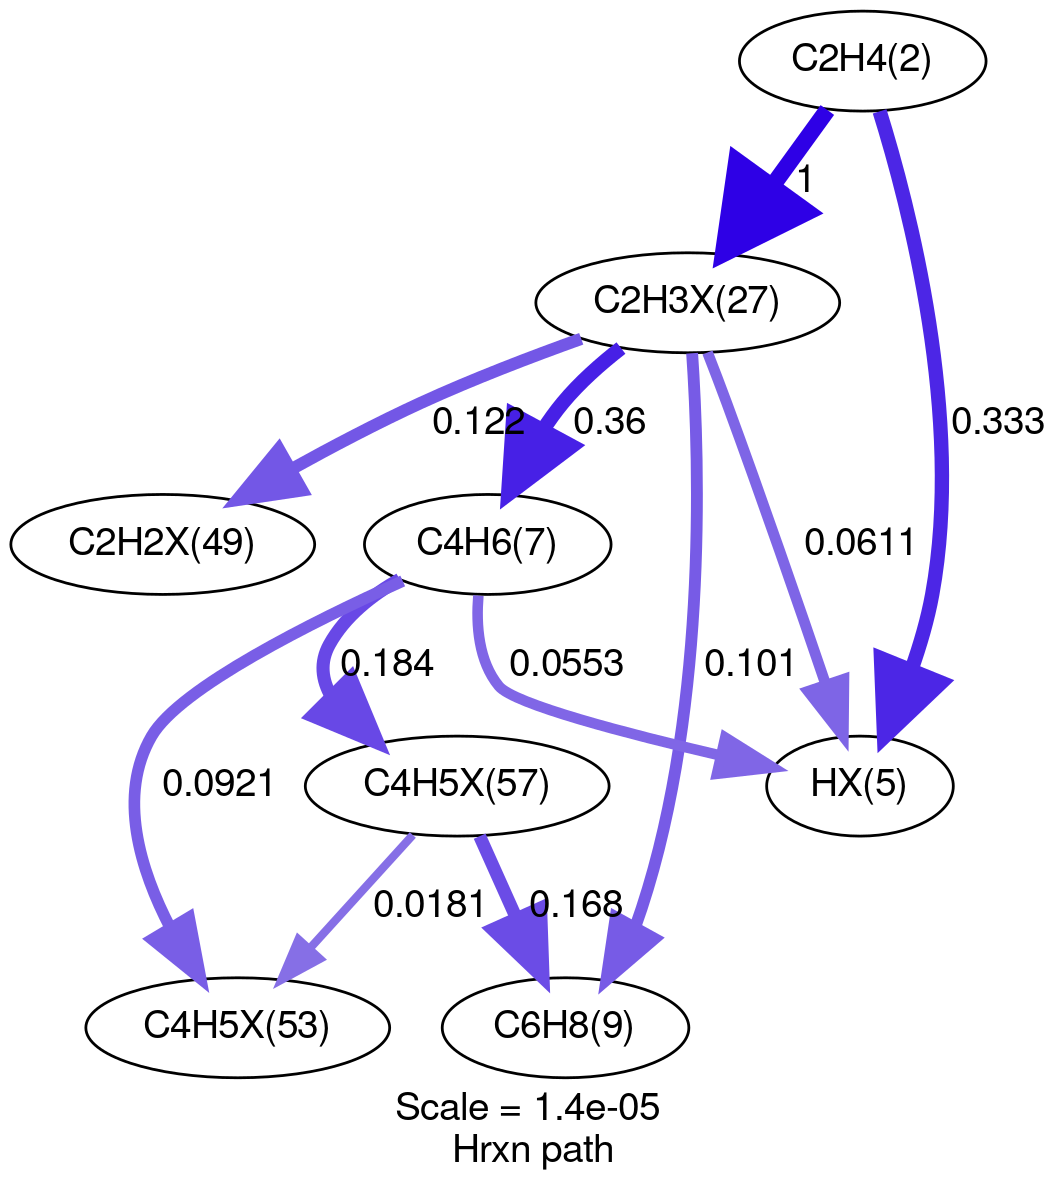 C2H4(2)
1
C2H3X(27)
0.122
0.36
0.333
C2H2X(49)
C4H6(7)
0.0611
0.184
0.0553
0.101
0.0921
C4H5X(57)
HX(5)
0.0181
0.168
C4H5X(53)
C6H8(9)
Scale = 1.4e-05
Hrxn path